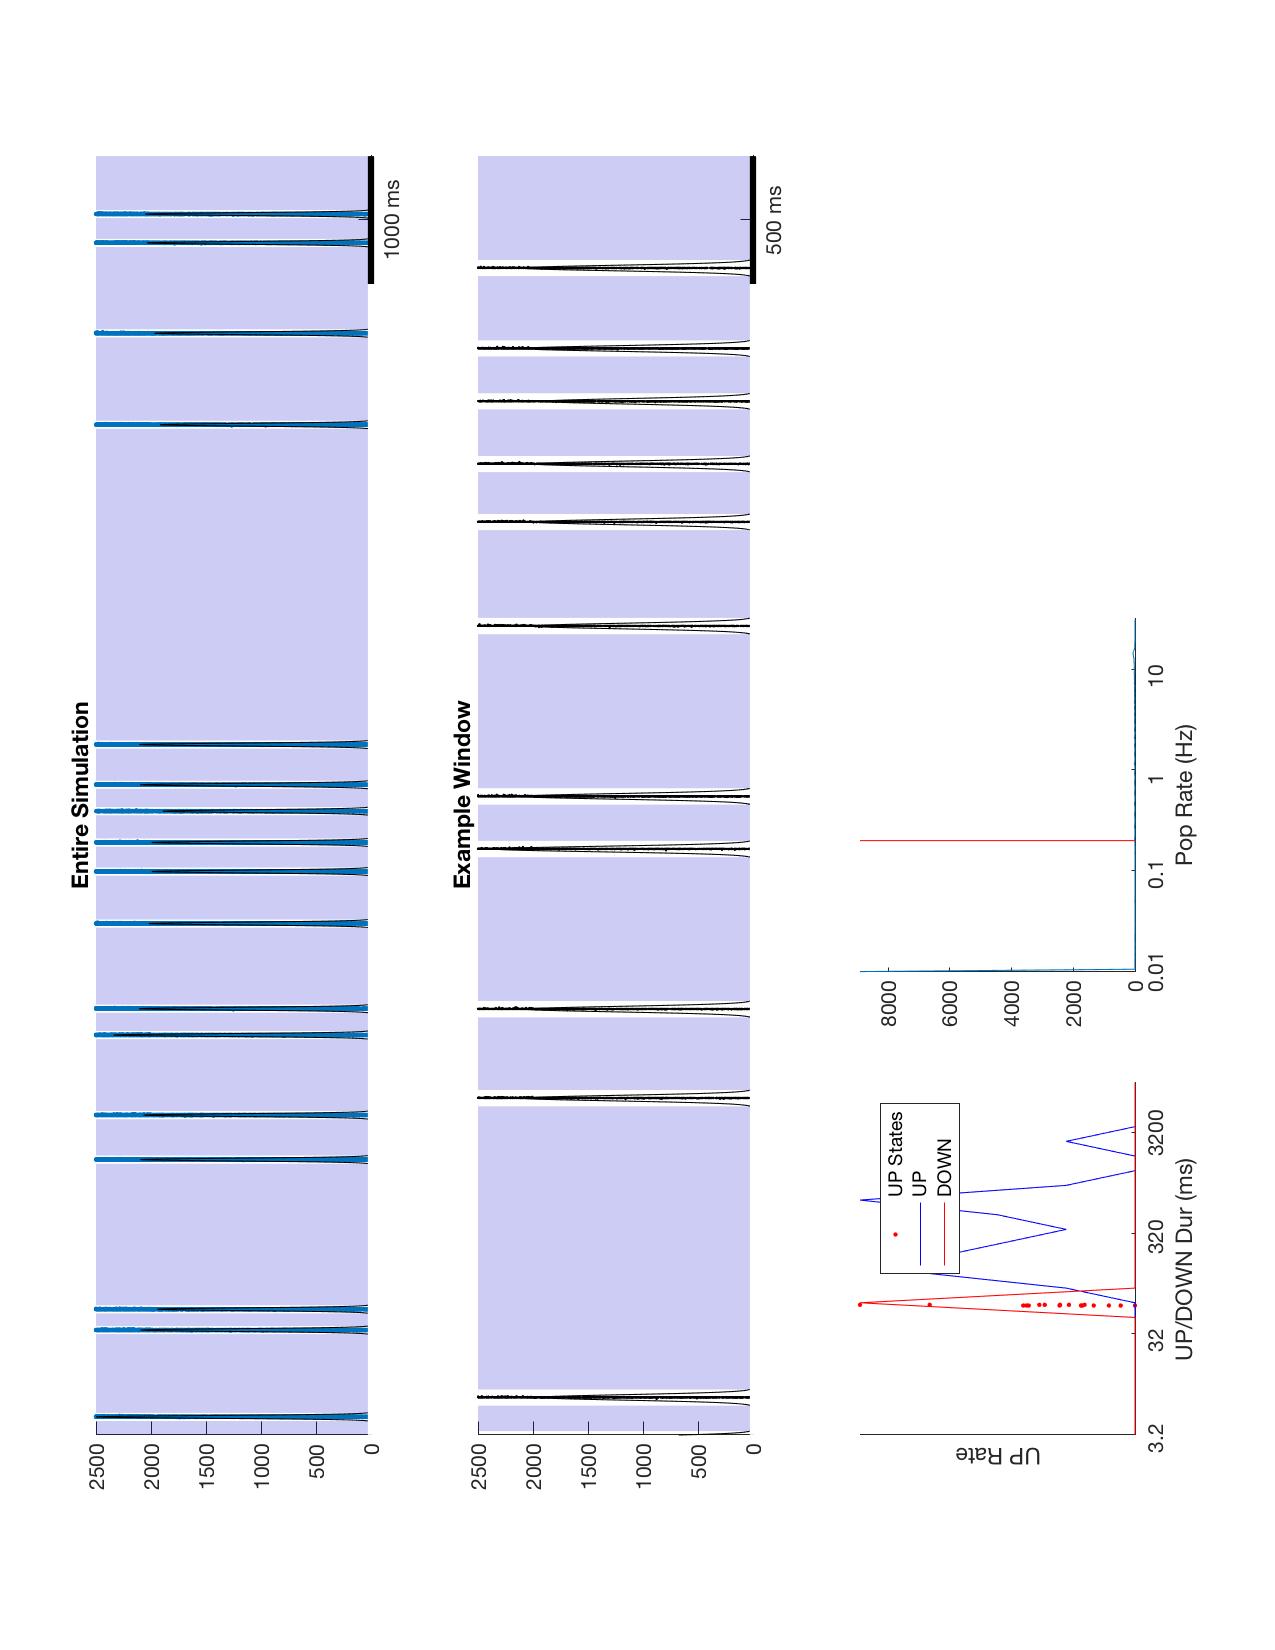 Entire Simulation
2500
2000
1500
1000
500
0
1000 ms
Example Window
2500
2000
1500
1000
500
0
500 ms
UP Rate
UP States
UP
DOWN
3.2 32 320 3200
UP/DOWN Dur (ms)
8000
6000
4000
2000
0
0.01 0.1 1 10
Pop Rate (Hz)